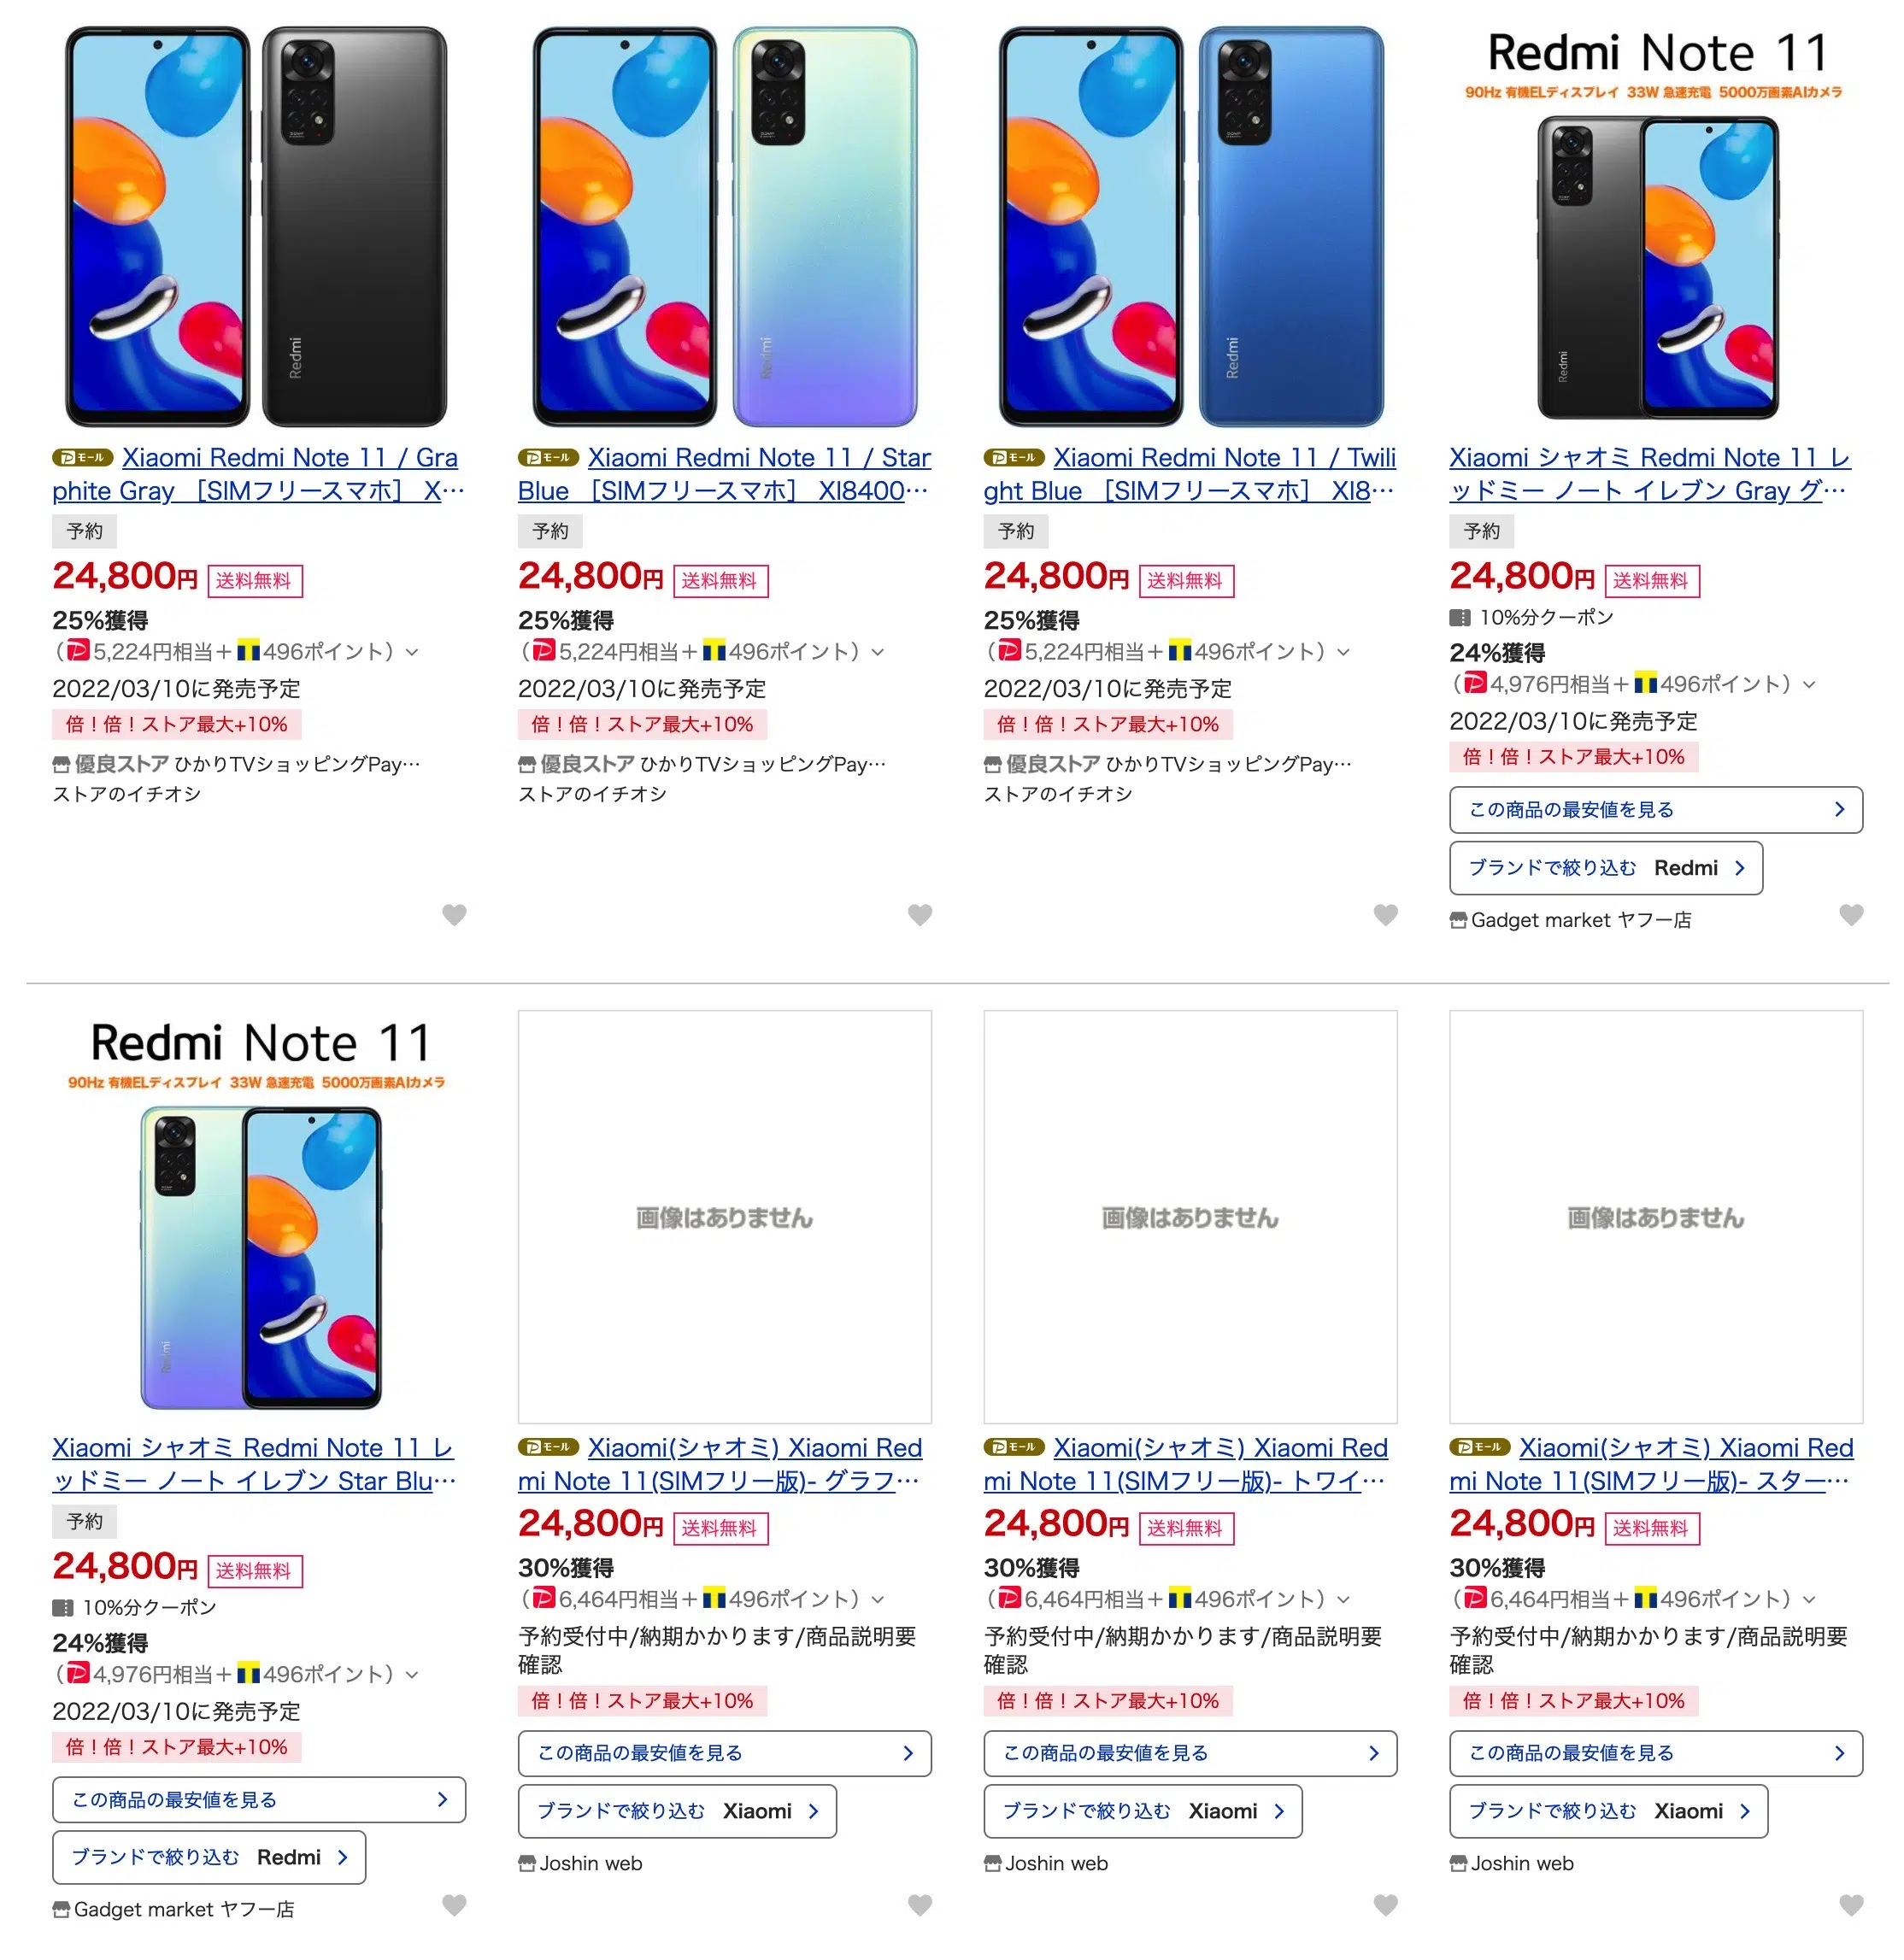 Redmi
モール Xiaomi Redmi Note 11 / Gra
phite Gray ［SIMフリースマホ］ X…
予約
24,800円 送料無料
25%獲得
（P 5,224円相当＋T 496ポイント）
2022/03/10に発売予定
倍！倍！ストア最大+10%
優良ストア ひかりTVショッピングPay…
ストアのイチオシ
Redmi
モール Xiaomi Redmi Note 11 / Star
Blue ［SIMフリースマホ］ XI8400…
予約
24,800円 送料無料
25%獲得
（P 5,224円相当＋T 496ポイント）
2022/03/10に発売予定
倍！倍！ストア最大+10%
優良ストア ひかりTVショッピングPay…
ストアのイチオシ
Redmi
モール Xiaomi Redmi Note 11 / Twili
ght Blue ［SIMフリースマホ］ XI8…
予約
24,800円 送料無料
25%獲得
（P 5,224円相当＋T 496ポイント）
2022/03/10に発売予定
倍！倍！ストア最大+10%
優良ストア ひかりTVショッピングPay…
ストアのイチオシ
Redmi Note 11
90Hz 有機ELディスプレイ 33W 急速充電 5000万画素AIカメラ
Redmi
Xiaomi シャオミ Redmi Note 11 レ
ッドミー ノート イレブン Gray グ…
予約
24,800円 送料無料
10%分クーポン
24%獲得
（P 4,976円相当＋T 496ポイント）
2022/03/10に発売予定
倍！倍！ストア最大+10%
この商品の最安値を見る
ブランドで絞り込む Redmi
Gadget market ヤフー店
Redmi Note 11
90Hz 有機ELディスプレイ 33W 急速充電 5000万画素AIカメラ
Redmi
Xiaomi シャオミ Redmi Note 11 レ
ッドミー ノート イレブン Star Blu…
予約
24,800円 送料無料
10%分クーポン
24%獲得
（P 4,976円相当＋T 496ポイント）
2022/03/10に発売予定
倍！倍！ストア最大+10%
この商品の最安値を見る
ブランドで絞り込む Redmi
Gadget market ヤフー店
画像はありません
モール Xiaomi(シャオミ) Xiaomi Red
mi Note 11(SIMフリー版)- グラフ…
24,800円 送料無料
30%獲得
（P 6,464円相当＋T 496ポイント）
予約受付中/納期かかります/商品説明要
確認
倍！倍！ストア最大+10%
この商品の最安値を見る
ブランドで絞り込む Xiaomi
Joshin web
画像はありません
モール Xiaomi(シャオミ) Xiaomi Red
mi Note 11(SIMフリー版)- トワイ…
24,800円 送料無料
30%獲得
（P 6,464円相当＋T 496ポイント）
予約受付中/納期かかります/商品説明要
確認
倍！倍！ストア最大+10%
この商品の最安値を見る
ブランドで絞り込む Xiaomi
Joshin web
画像はありません
モール Xiaomi(シャオミ) Xiaomi Red
mi Note 11(SIMフリー版)- スター…
24,800円 送料無料
30%獲得
（P 6,464円相当＋T 496ポイント）
予約受付中/納期かかります/商品説明要
確認
倍！倍！ストア最大+10%
この商品の最安値を見る
ブランドで絞り込む Xiaomi
Joshin web